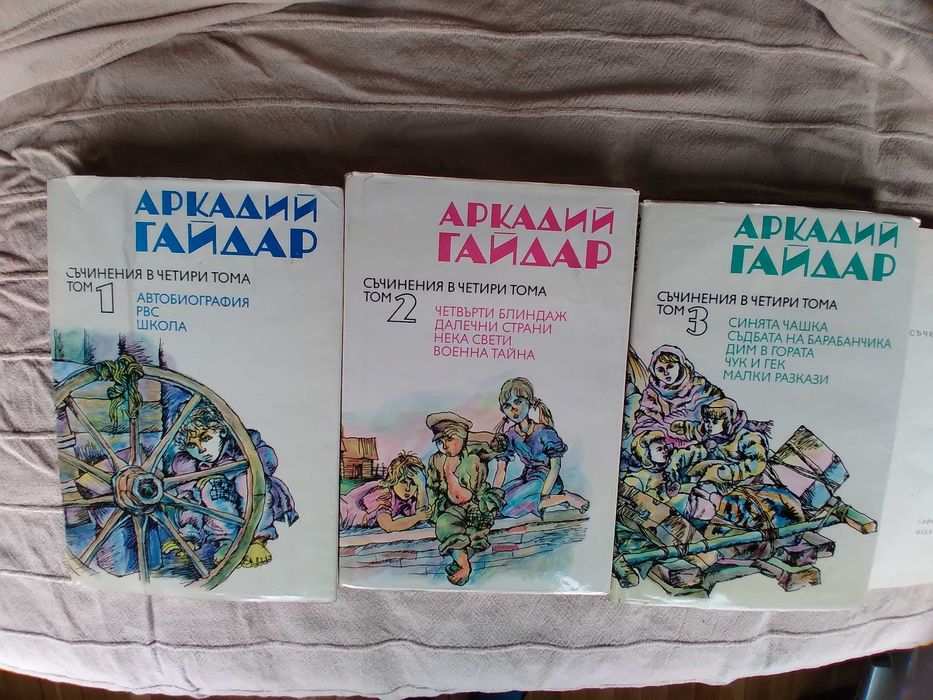 АРКАДИЙ
ГАЙДАР
СЪЧИНЕНИЯ В ЧЕТИРИ ТОМА
ТОМ 1
АВТОБИОГРАФИЯ
РВС
ШКОЛА
АРКАДИЙ
ГАЙДАР
СЪЧИНЕНИЯ В ЧЕТИРИ ТОМА
ТОМ 2
ЧЕТВЪРТИ БЛИНДАЖ
ДАЛЕЧНИ СТРАНИ
НЕКА СВЕТИ
ВОЕННА ТАЙНА
АРКАДИЙ
ГАЙДАР
СЪЧИНЕНИЯ В ЧЕТИРИ ТОМА
ТОМ 3
СИНЯТА ЧАШКА
СЪДБАТА НА БАРАБАНЧИКА
ДИМ В ГОРАТА
ЧУК И ГЕК
МАЛКИ РАЗКАЗИ